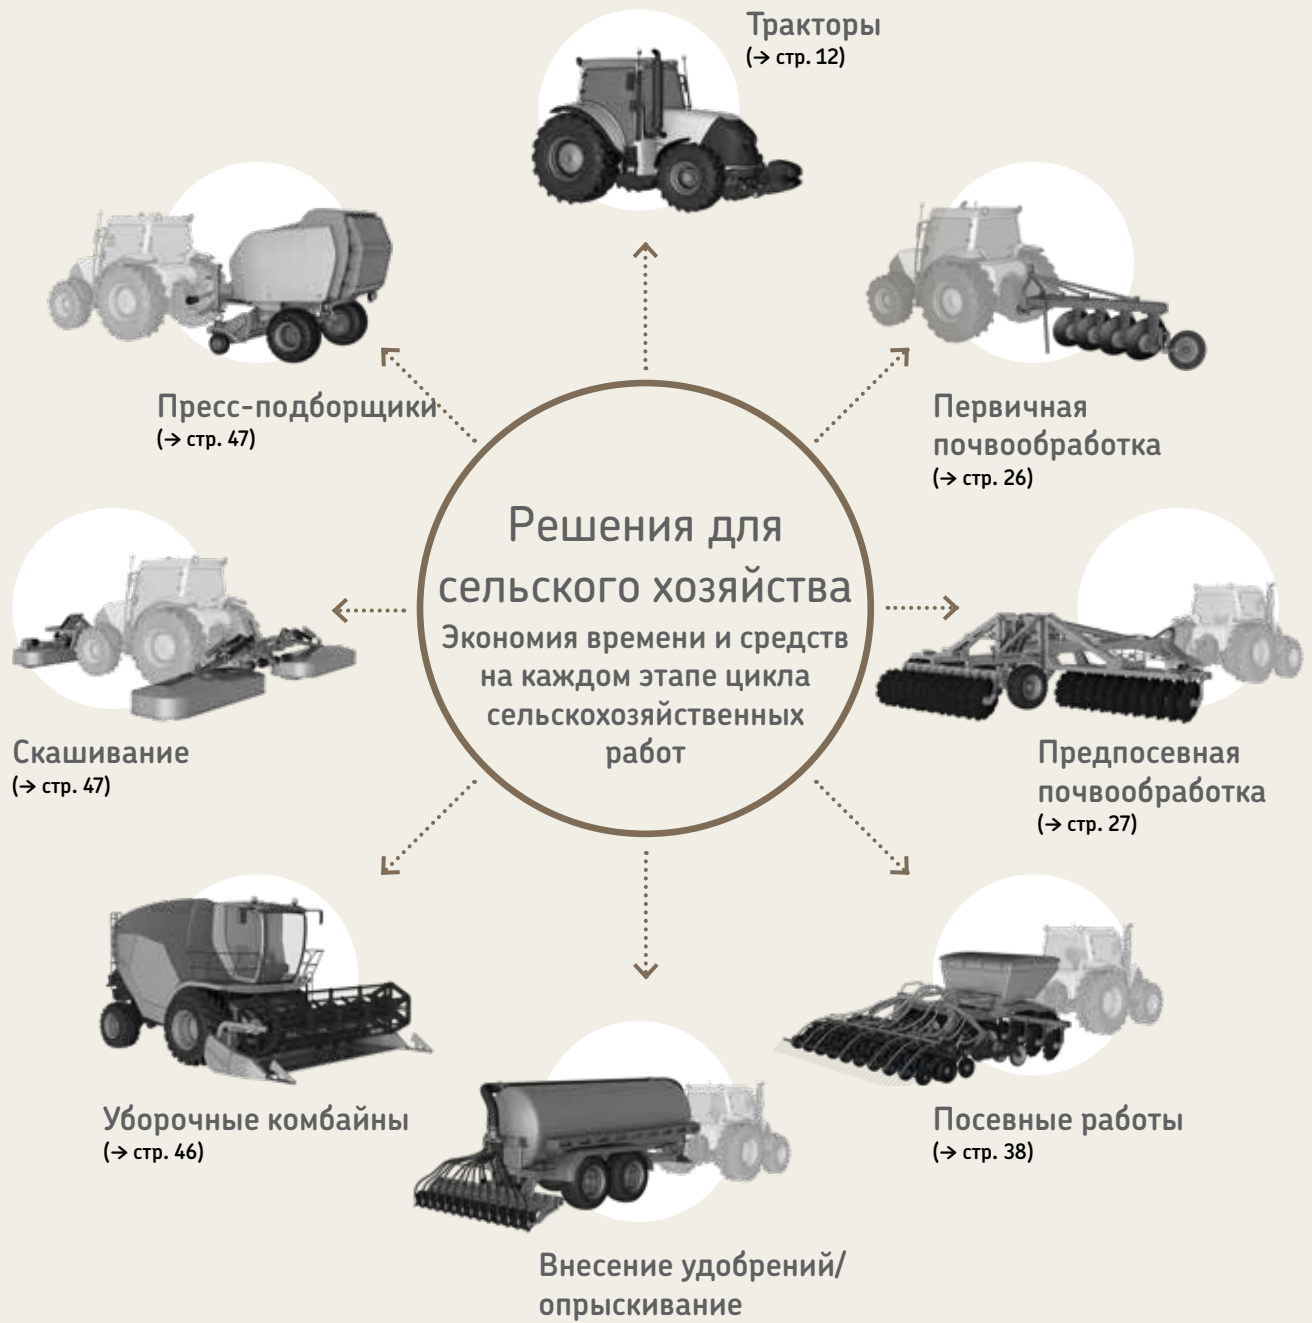 Тракторы
(→ стр. 12)
Пресс-подборщики
(→ стр. 47)
Первичная
почвообработка
(→ стр. 26)
Решения для
сельского хозяйства
Экономия времени и средств
на каждом этапе цикла
сельскохозяйственных
работ
Скашивание
(→ стр. 47)
Предпосевная
почвообработка
(→ стр. 27)
Уборочные комбайны
(→ стр. 46)
Посевные работы
(→ стр. 38)
Внесение удобрений/
опрыскивание